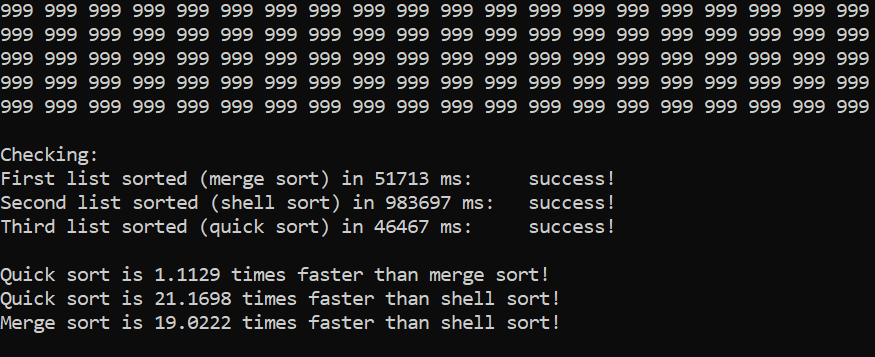 999 999 999 999 999 999 999 999 999 999 999 999 999 999 999 999 999 999 999 999
999 999 999 999 999 999 999 999 999 999 999 999 999 999 999 999 999 999 999 999
999 999 999 999 999 999 999 999 999 999 999 999 999 999 999 999 999 999 999 999
999 999 999 999 999 999 999 999 999 999 999 999 999 999 999 999 999 999 999 999
999 999 999 999 999 999 999 999 999 999 999 999 999 999 999 999 999 999 999 999
Checking:
First list sorted (merge sort) in 51713 ms: success!
Second list sorted (shell sort) in 983697 ms: success!
Third list sorted (quick sort) in 46467 ms: success!
Quick sort is 1.1129 times faster than merge sort!
Quick sort is 21.1698 times faster than shell sort!
Merge sort is 19.0222 times faster than shell sort!